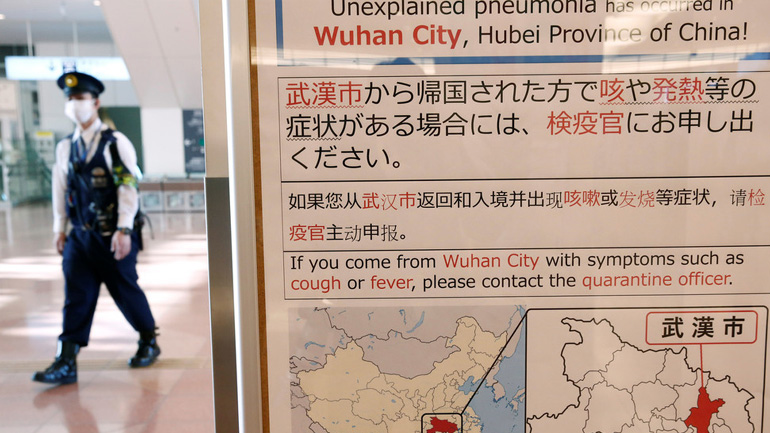 Unexplained pneumonia has occurred in
Wuhan City, Hubei Province of China!
武漢市から帰国された方で咳や発熱等の
症状がある場合には、検疫官にお申し出
ください。
如果您从武汉市返回和入境并出现咳嗽或发烧等症状，请检
疫官主动申报。
If you come from Wuhan City with symptoms such as
cough or fever, please contact the quarantine officer.
武漢市